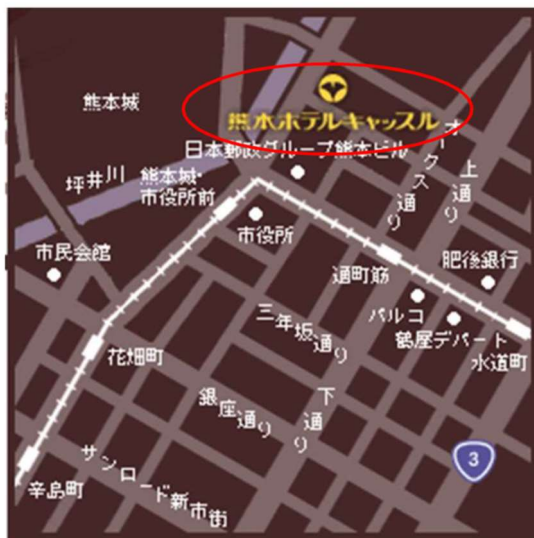 熊本城
熊本ホテルキャッスル
日本郵政グループ熊本ビル
オークス通り
上通り
坪井川
熊本城・
市役所前
市役所
市民会館
通町筋
肥後銀行
パルコ
鶴屋デパート
水道町
三年坂通り
花畑町
銀座通り
下通り
サンロード新市街
辛島町
3